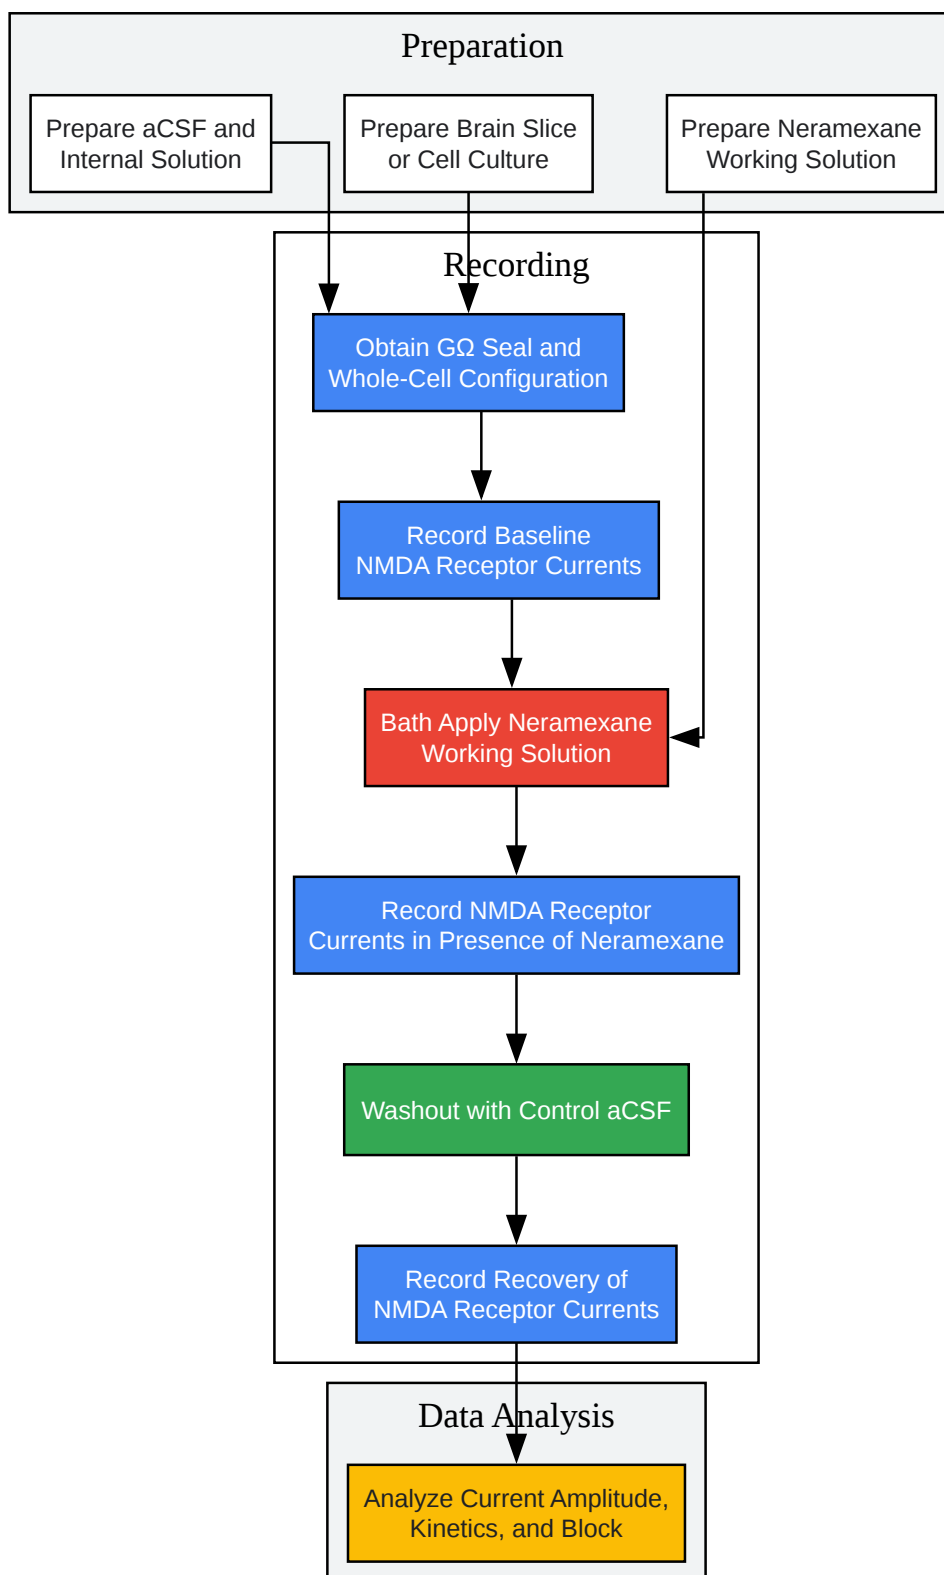 Preparation
Prepare aCSF and
Internal Solution
Prepare Brain Slice
or Cell Culture
Prepare Neramexane
Working Solution
Recording
Obtain GΩ Seal and
Whole-Cell Configuration
Record Baseline
NMDA Receptor Currents
Bath Apply Neramexane
Working Solution
Record NMDA Receptor
Currents in Presence of Neramexane
Washout with Control aCSF
Record Recovery of
NMDA Receptor Currents
Data Analysis
Analyze Current Amplitude,
Kinetics, and Block